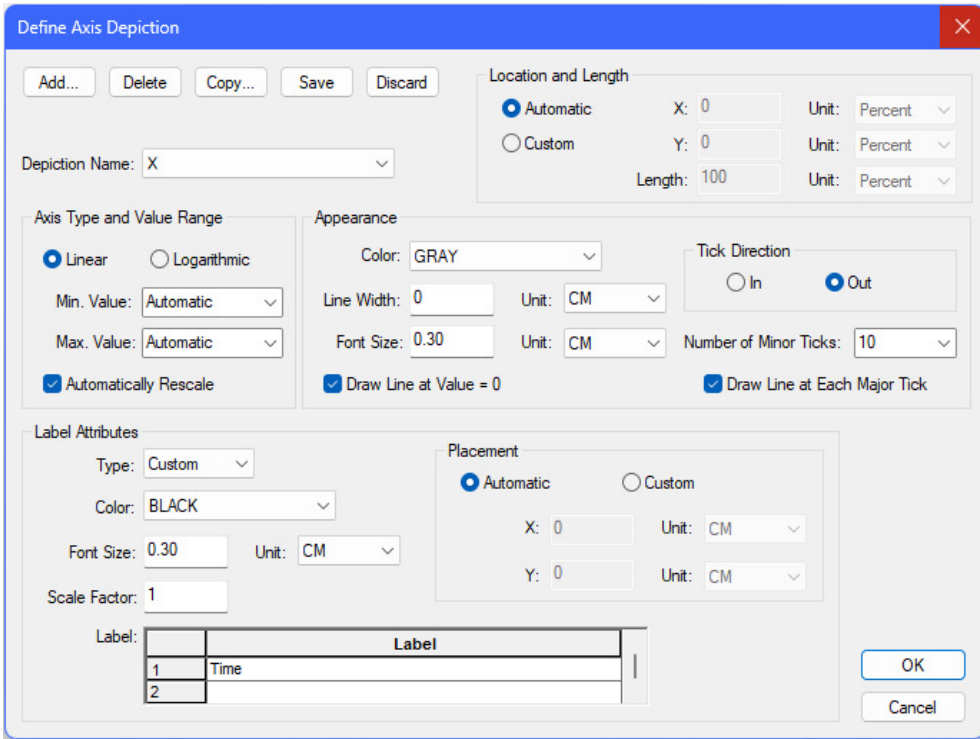 Define Axis Depiction
Add... Delete Copy... Save Discard
Depiction Name: X
Location and Length
Automatic X: 0 Unit: Percent
Custom Y: 0 Unit: Percent
Length: 100 Unit: Percent
Axis Type and Value Range
Linear Logarithmic
Min. Value: Automatic
Max. Value: Automatic
Automatically Rescale
Appearance
Color: GRAY
Line Width: 0 Unit: CM
Font Size: 0.30 Unit: CM
Draw Line at Value = 0
Tick Direction
In Out
Number of Minor Ticks: 10
Draw Line at Each Major Tick
Label Attributes
Type: Custom
Color: BLACK
Font Size: 0.30 Unit: CM
Scale Factor: 1
Placement
Automatic Custom
X: 0 Unit: CM
Y: 0 Unit: CM
Label: Label
1 Time
2
OK
Cancel